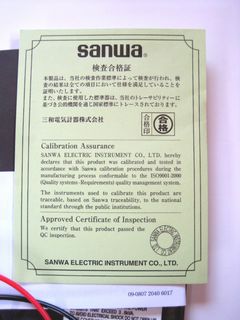 sanwa®
検査合格証
本製品は、当社の検査作業標準によって検査が行われ、検
査の結果は全ての項目において仕様を満足していることを
証明いたします。
また、検査に使用した標準器は、当社のトレーサビリティーに
基づき公的機關を通じ国家標準にトレースされております。
三和電気計器株式会社
合格印
合格
Calibration Assurance
SANWA ELECTRIC INSTRUMENT CO., LTD. hereby
declares that this product was calibrated and tested in
accordance with Sanwa calibration procedures during the
manufacturing process conformable to the ISO9001:2000
(Quality systems-Requirements:quality management system.
The instruments used to calibrate this product are
traceable, based on Sanwa traceability, to the national
standard through the public institutions.
Approved Certificate of Inspection
We certify that this product passed the
QC inspection.
SANWA ELECTRIC INSTRUMENT CO., LTD.
09-0807 2040 6017